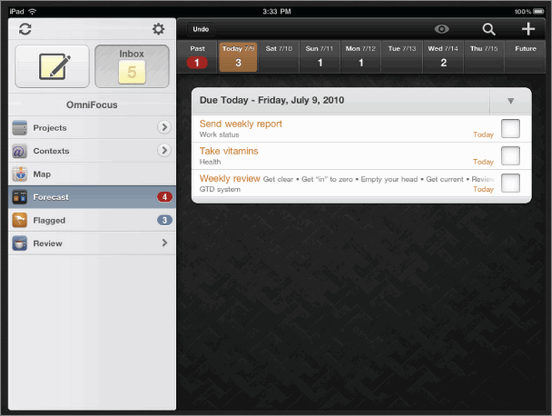 iPad 3:33 PM 100%
Undo
Inbox
5
OmniFocus
Projects
Contexts
Map
Forecast 4
Flagged 3
Review
Past Today 7/9 Sat 7/10 Sun 7/11 Mon 7/12 Tue 7/13 Wed 7/14 Thu 7/15 Future
1 3 1 1 2
Due Today - Friday, July 9, 2010
Send weekly report
Work status Today
Take vitamins
Health Today
Weekly review Get clear • Get "in" to zero • Empty your head • Get current •
GTD system Today